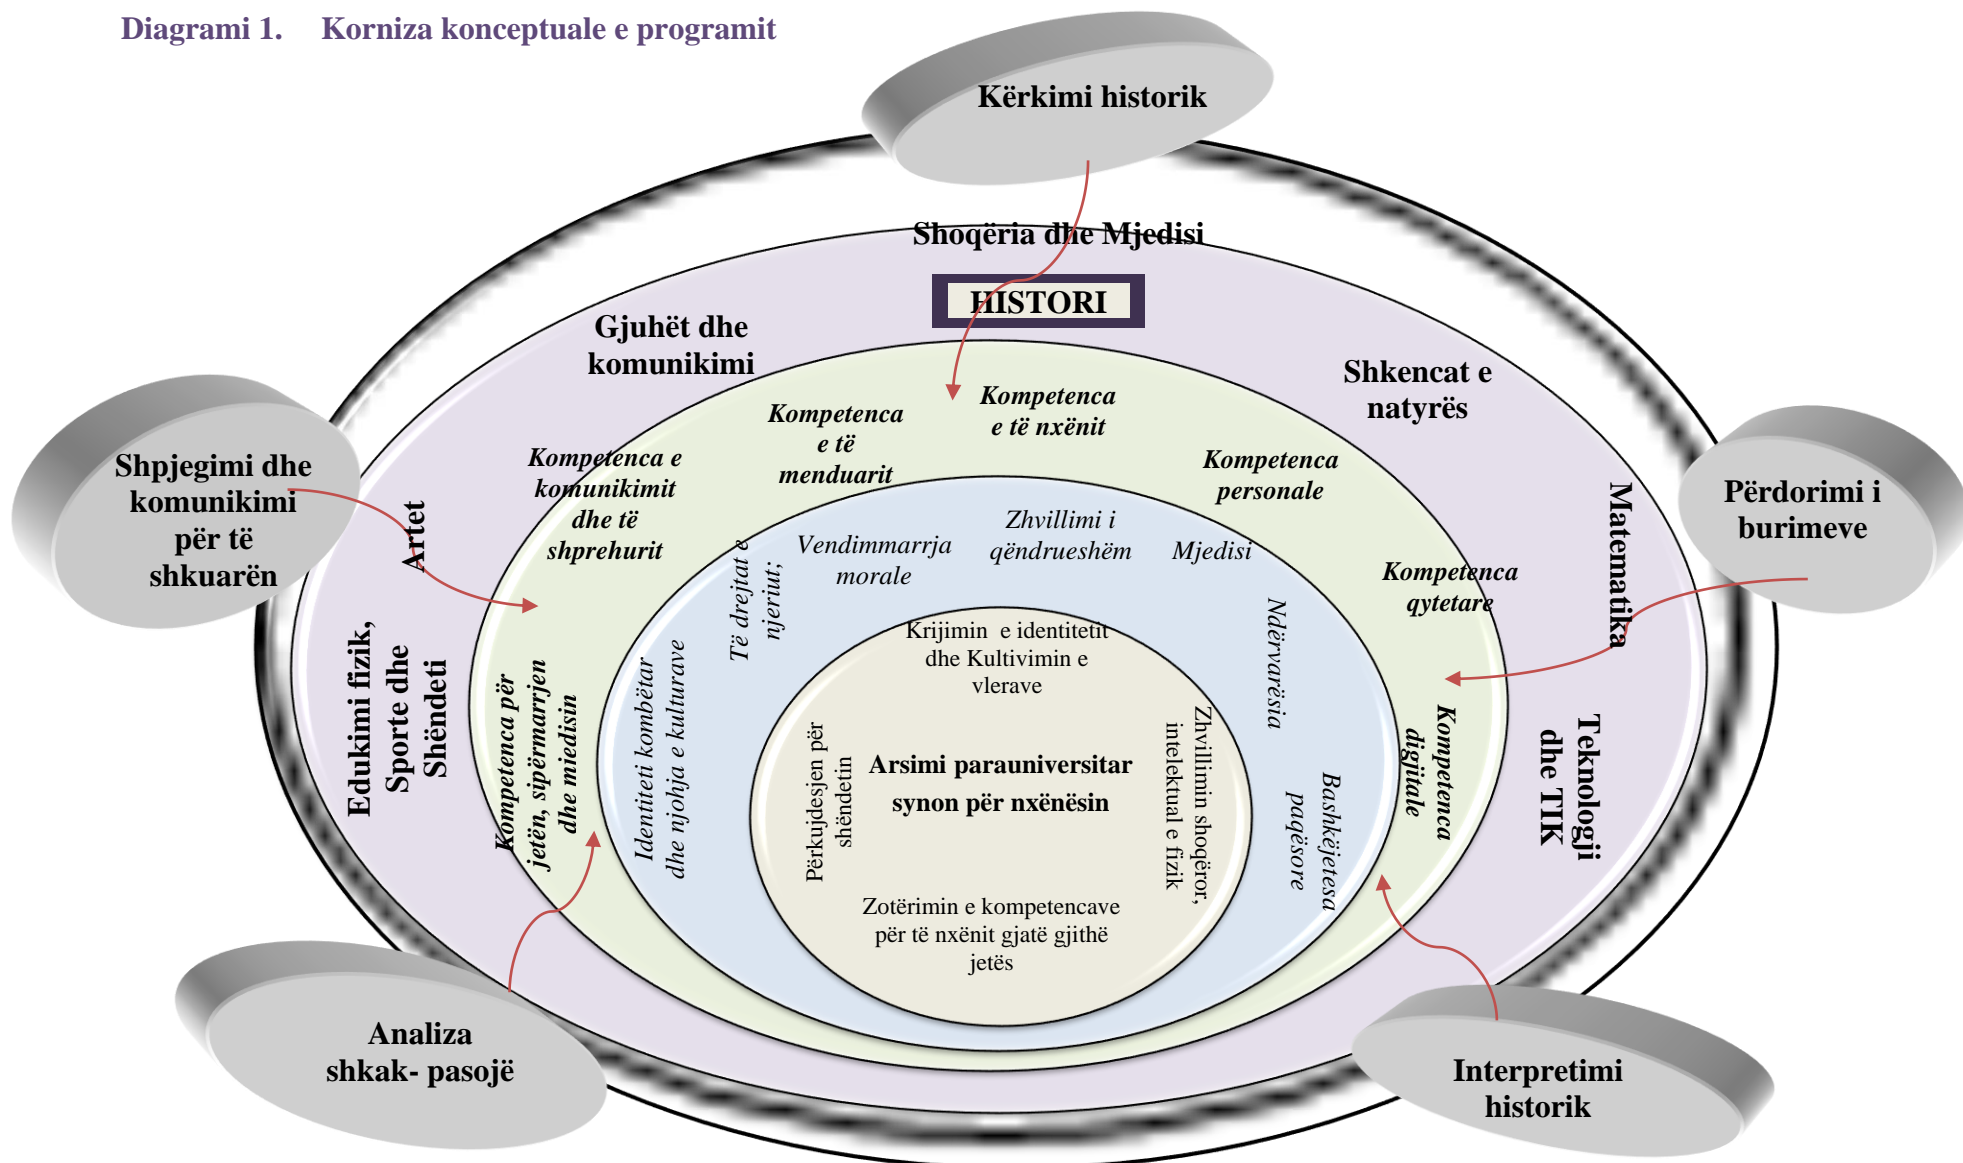 Diagrami 1. Korniza konceptuale e programit
Kërkimi historik
Shoqëria dhe Mjedisi
HISTORI
Gjuhët dhe
komunikimi
Shkencat e
natyrës
Kompetenca
e të nxënit
Kompetenca
e të
menduarit
Kompetenca e
komunikimit
dhe të
shprehurit
Kompetenca
personale
Shpjegimi dhe
komunikimi
për të
shkuarën
Artet
Përdorimi i
burimeve
Matematika
Zhvillimi i
qëndrueshëm
Vendimmarrja
morale
Mjedisi
Të drejtat e
njeriut;
Kompetenca
qytetare
Ndërvarësia
Krijimin e identitetit
dhe Kultivimin e
vlerave
Edukimi fizik,
Sporte dhe
Shëndeti
Kompetenca për
jetën, sipërmarrjen
dhe miedisin
Identiteti kombëtar
dhe njohja e kulturave
Përkujdesjen për
shëndetin
Arsimi parauniversitar
synon për nxënësin
Zhvillimin shoqëror,
intelektual e fizik
Bashkëjetesa
paqësore
Kompetenca
digjitale
Teknologji
dhe TIK
Zotërimin e kompetencave
për të nxënit gjatë gjithë
jetës
Analiza
shkak- pasojë
Interpretimi
historik